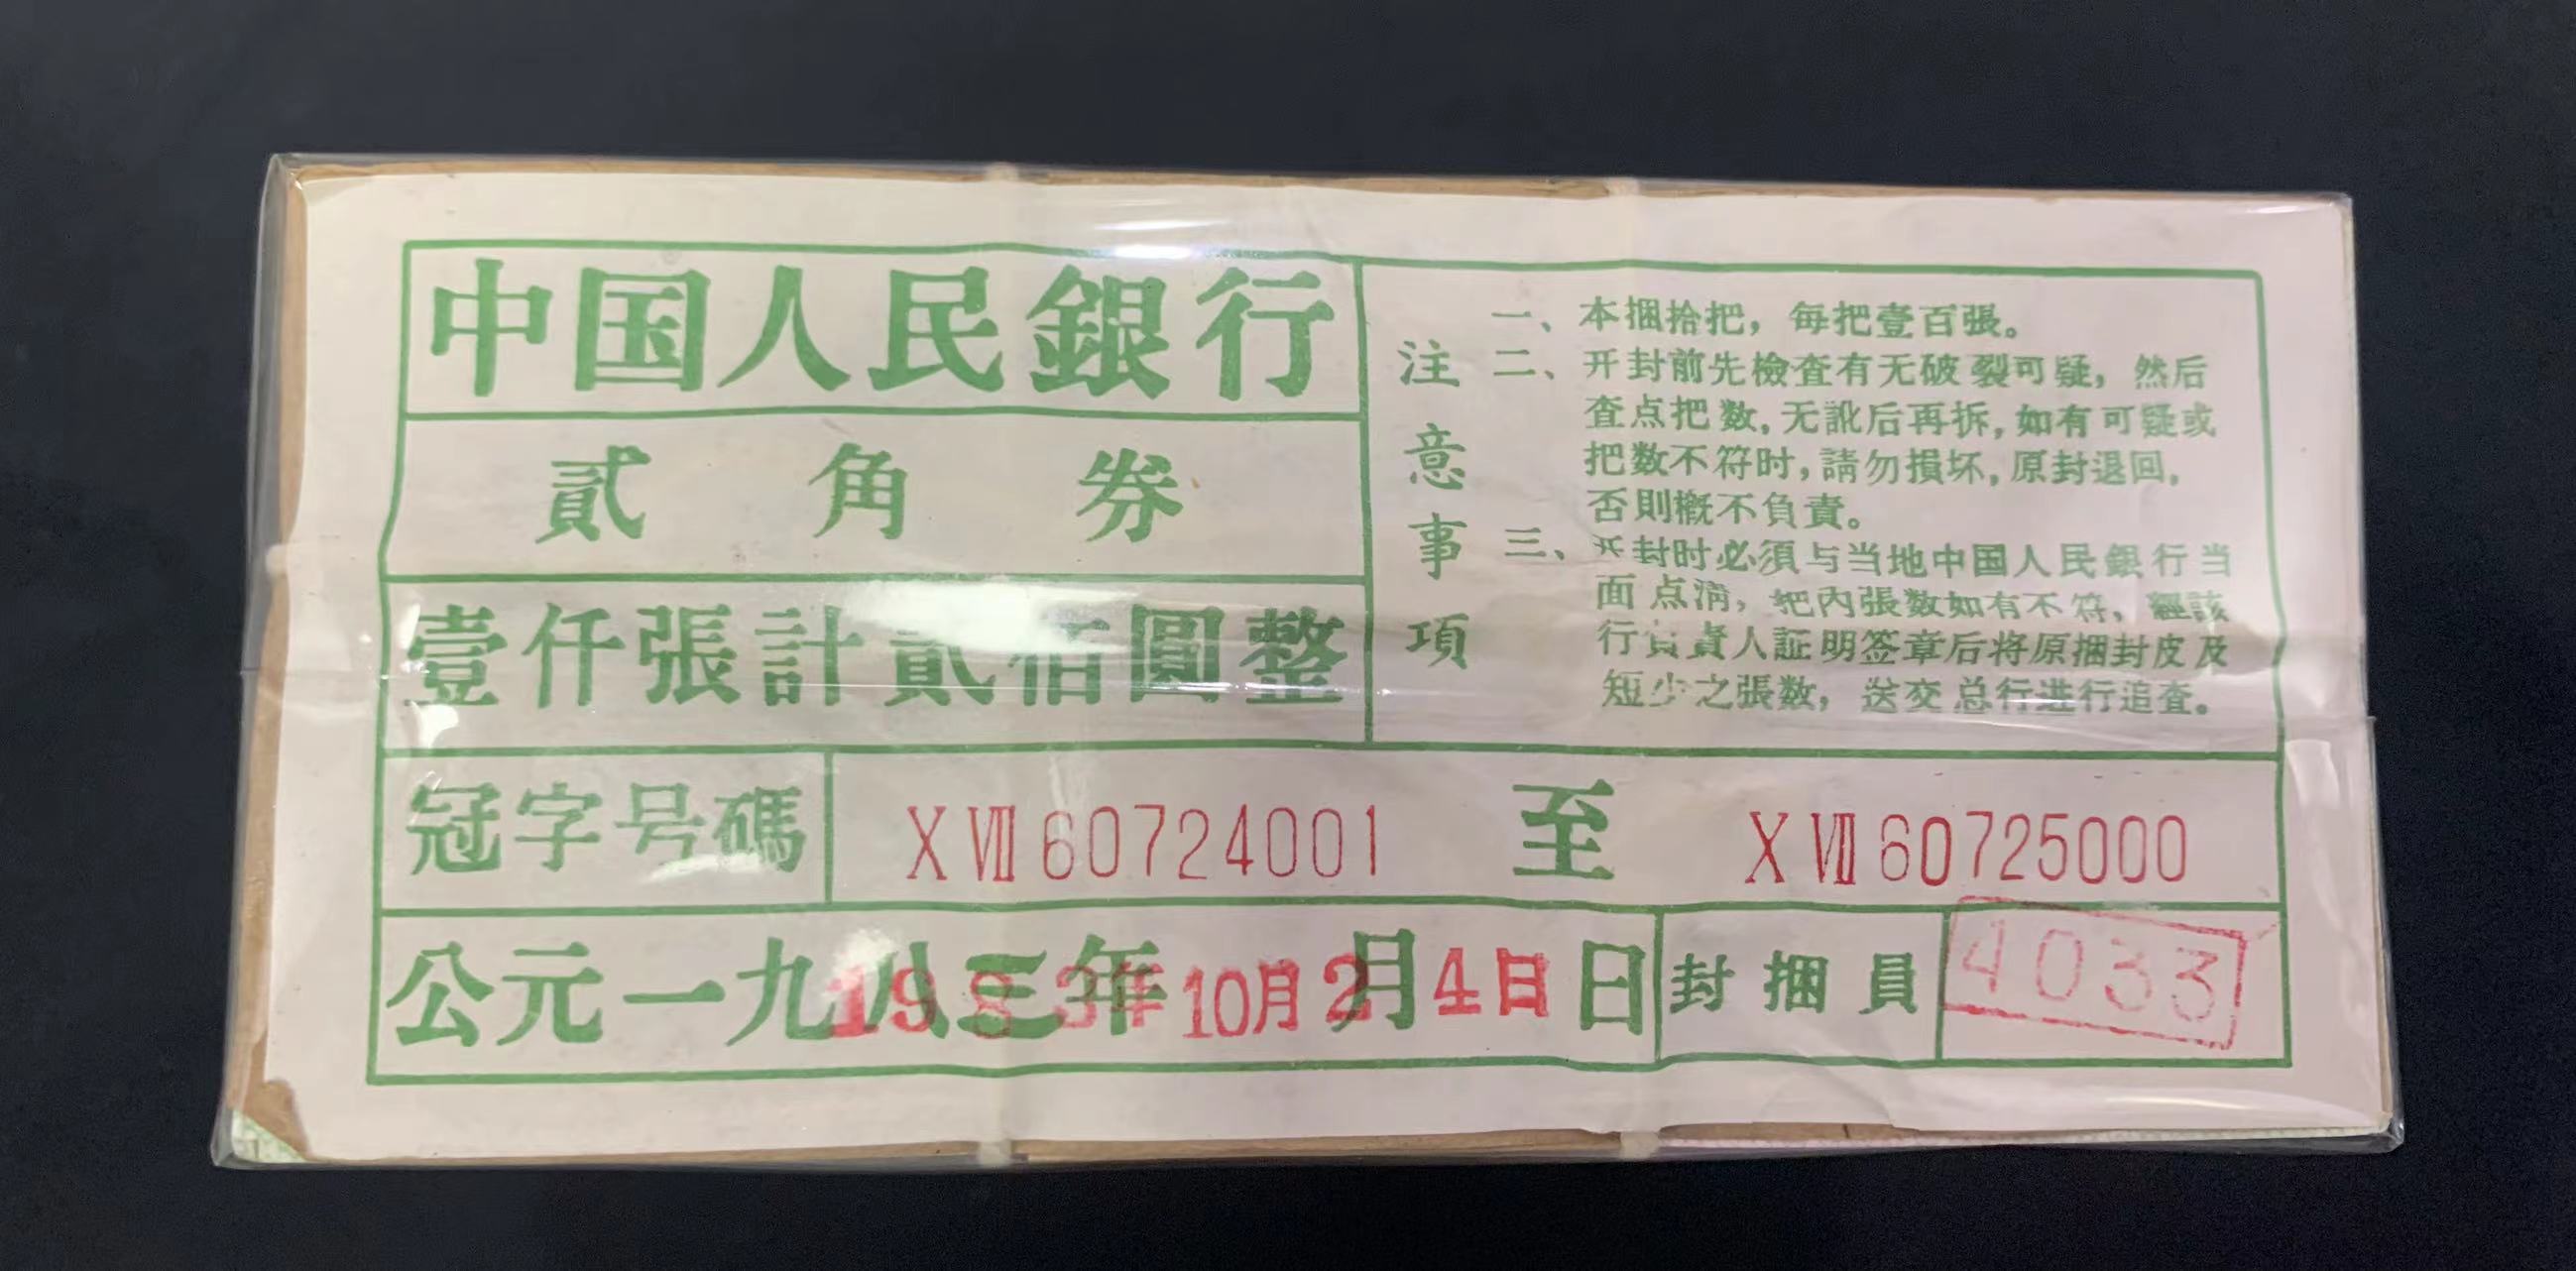 中国人民銀行
貳角券
壹仟張計貳佰圓整
注意事項
一、本捆拾把，每把壹百張。
二、开封前先檢查有无破裂可疑，然后
查点把数，无訛后再拆，如有可疑或
把数不符时，請勿損坏，原封退回，
否則概不負責。
三、开封时必須与当地中国人民銀行当
面点清，把內張数如有不符，經該
行負責人証明签章后将原捆封皮及
短少之張数，送交总行进行追查。
冠字号碼
XⅦ60724001 至 XⅦ60725000
公元一九八三年 月 日
1983年10月24日
封捆員
4033